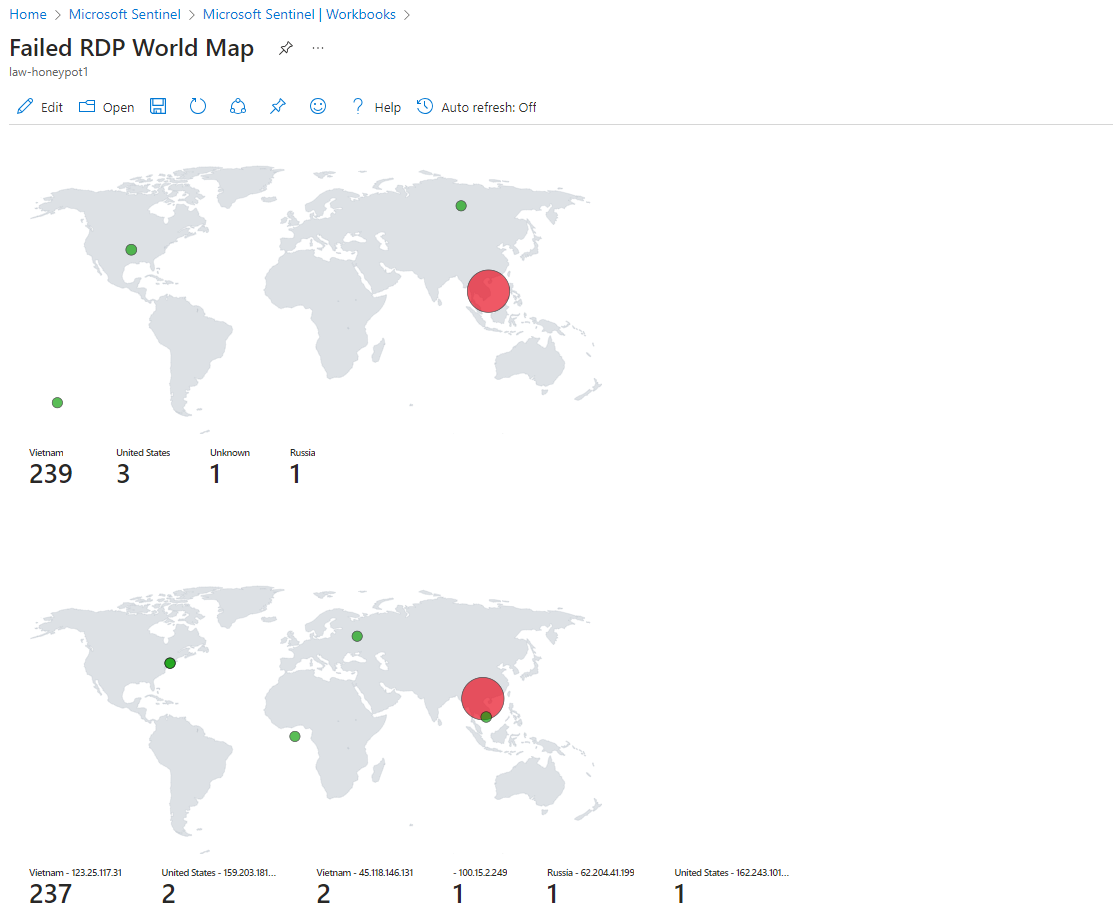 Home > Microsoft Sentinel > Microsoft Sentinel | Workbooks >
Failed RDP World Map ...
law-honeypot1
Edit Open Help Auto refresh: Off
Vietnam United States Unknown Russia
239 3 1 1
Vietnam - 123.25.117.31 United States - 159.203.181... Vietnam - 45.118.146.131 - 100.15.2.249 Russia - 62.204.41.199 United States - 162.243.101...
237 2 2 1 1 1